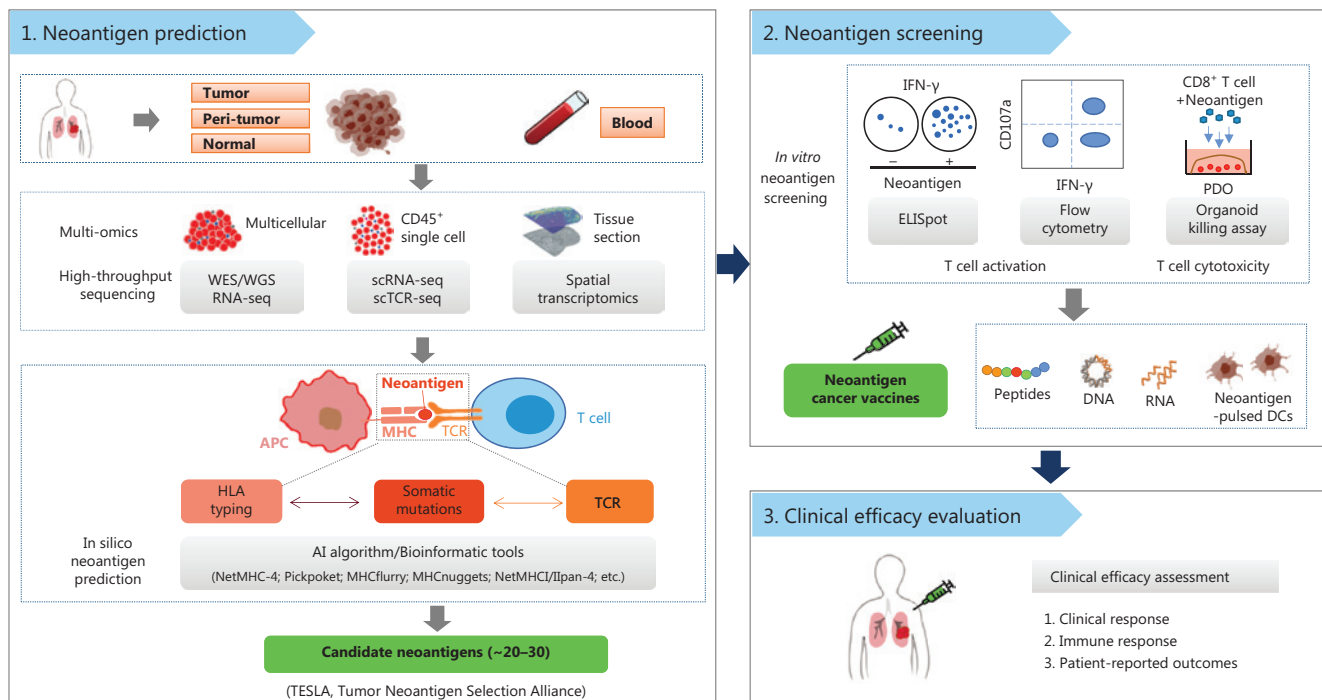 1. Neoantigen prediction
Tumor
Peri-tumor
Normal
Blood
Multi-omics
Multicellular
CD45⁺
single cell
Tissue
section
High-throughput
sequencing
WES/WGS
RNA-seq
scRNA-seq
scTCR-seq
Spatial
transcriptomics
Neoantigen
APC
MHC
TCR
T cell
HLA
typing
Somatic
mutations
TCR
In silico
neoantigen
prediction
AI algorithm/Bioinformatic tools
(NetMHC-4; Pickpoket; MHCflurry; MHCnuggets; NetMHCI/IIpan-4; etc.)
Candidate neoantigens (~20–30)
(TESLA, Tumor Neoantigen Selection Alliance)
2. Neoantigen screening
In vitro
neoantigen
screening
IFN-γ
– +
Neoantigen
ELISpot
CD107a
IFN-γ
Flow
cytometry
CD8⁺ T cell
+Neoantigen
PDO
Organoid
killing assay
T cell activation
T cell cytotoxicity
Neoantigen
cancer vaccines
Peptides
DNA
RNA
Neoantigen
-pulsed DCs
3. Clinical efficacy evaluation
Clinical efficacy assessment
1. Clinical response
2. Immune response
3. Patient-reported outcomes